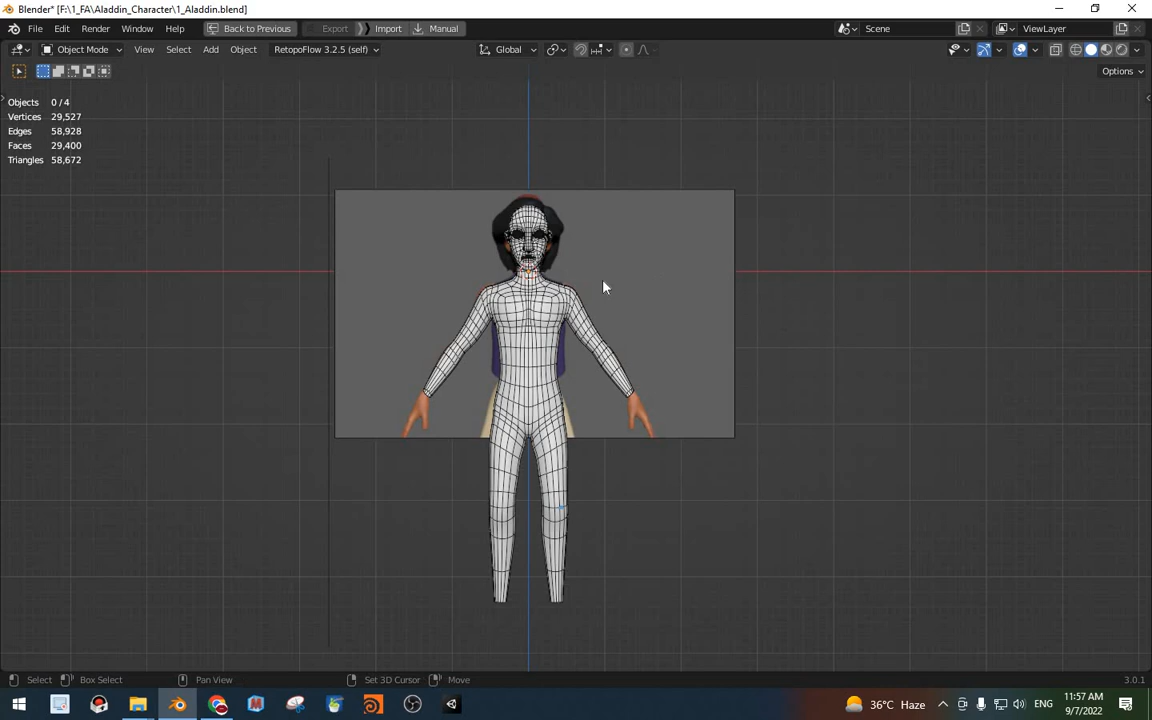 Blender* [F:\1_FA\Aladdin_Character\1_Aladdin.blend]
File Edit Render Window Help Back to Previous Export Import Manual Scene ViewLayer
Object Mode View Select Add Object RetopoFlow 3.2.5 (self) Global
Options
Objects 0 / 4
Vertices 29,527
Edges 58,928
Faces 29,400
Triangles 58,672
Select Box Select Pan View Set 3D Cursor Move 3.0.1
36°C Haze ENG 11:57 AM
9/7/2022